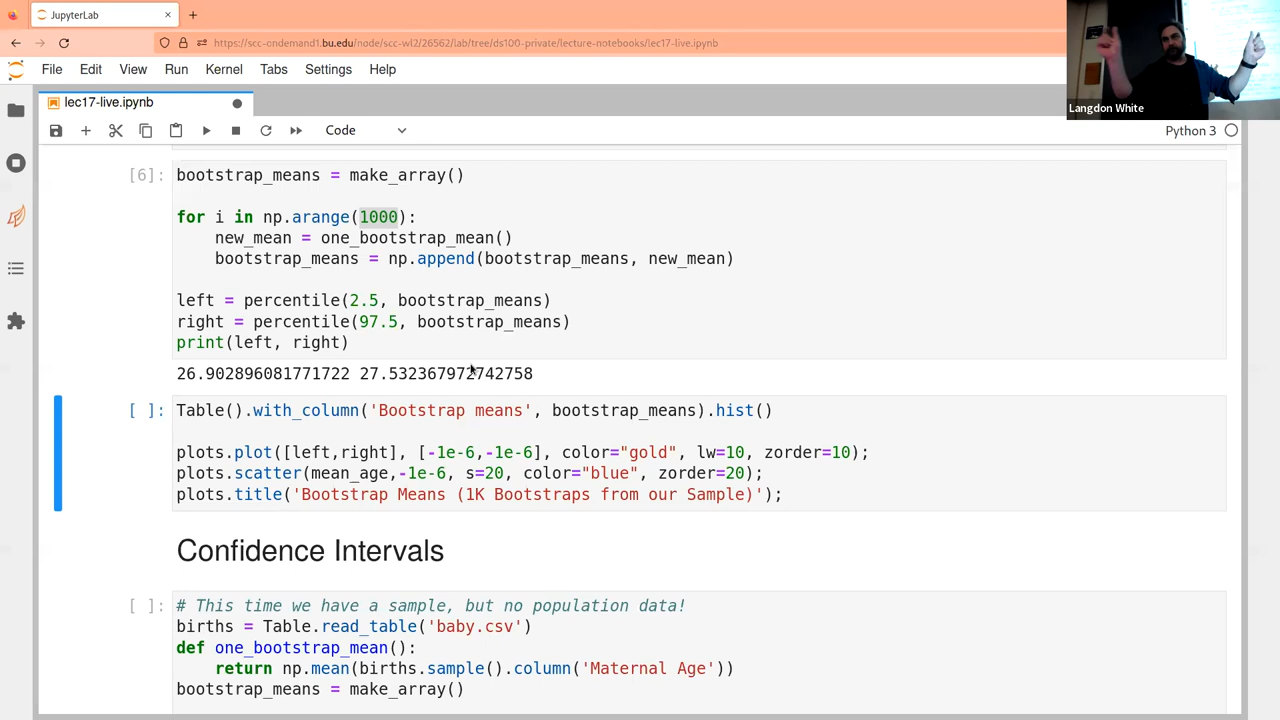 JupyterLab
https://scc-ondemand1.bu.edu/node/scc-wl2/26562/lab/tree/ds100-private/lecture-notebooks/lec17-live.ipynb
Langdon White
File Edit View Run Kernel Tabs Settings Help
lec17-live.ipynb
Code
Python 3
[6]: bootstrap_means = make_array()
for i in np.arange(1000):
    new_mean = one_bootstrap_mean()
    bootstrap_means = np.append(bootstrap_means, new_mean)
left = percentile(2.5, bootstrap_means)
right = percentile(97.5, bootstrap_means)
print(left, right)
26.902896081771722 27.532367972742758
[ ]: Table().with_column('Bootstrap means', bootstrap_means).hist()
plots.plot([left,right], [-1e-6,-1e-6], color="gold", lw=10, zorder=10);
plots.scatter(mean_age,-1e-6, s=20, color="blue", zorder=20);
plots.title('Bootstrap Means (1K Bootstraps from our Sample)');
Confidence Intervals
[ ]: # This time we have a sample, but no population data!
births = Table.read_table('baby.csv')
def one_bootstrap_mean():
    return np.mean(births.sample().column('Maternal Age'))
bootstrap_means = make_array()